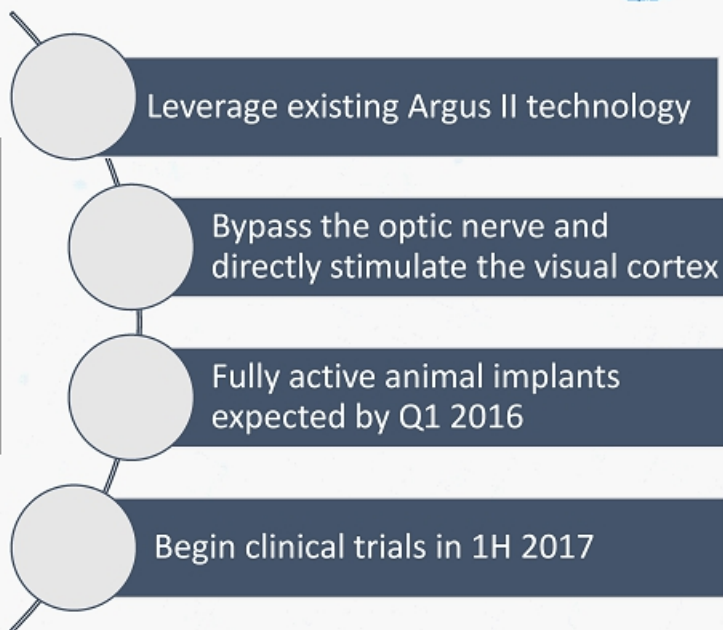 Leverage existing Argus II technology
Bypass the optic nerve and
directly stimulate the visual cortex
Fully active animal implants
expected by Q1 2016
Begin clinical trials in 1H 2017